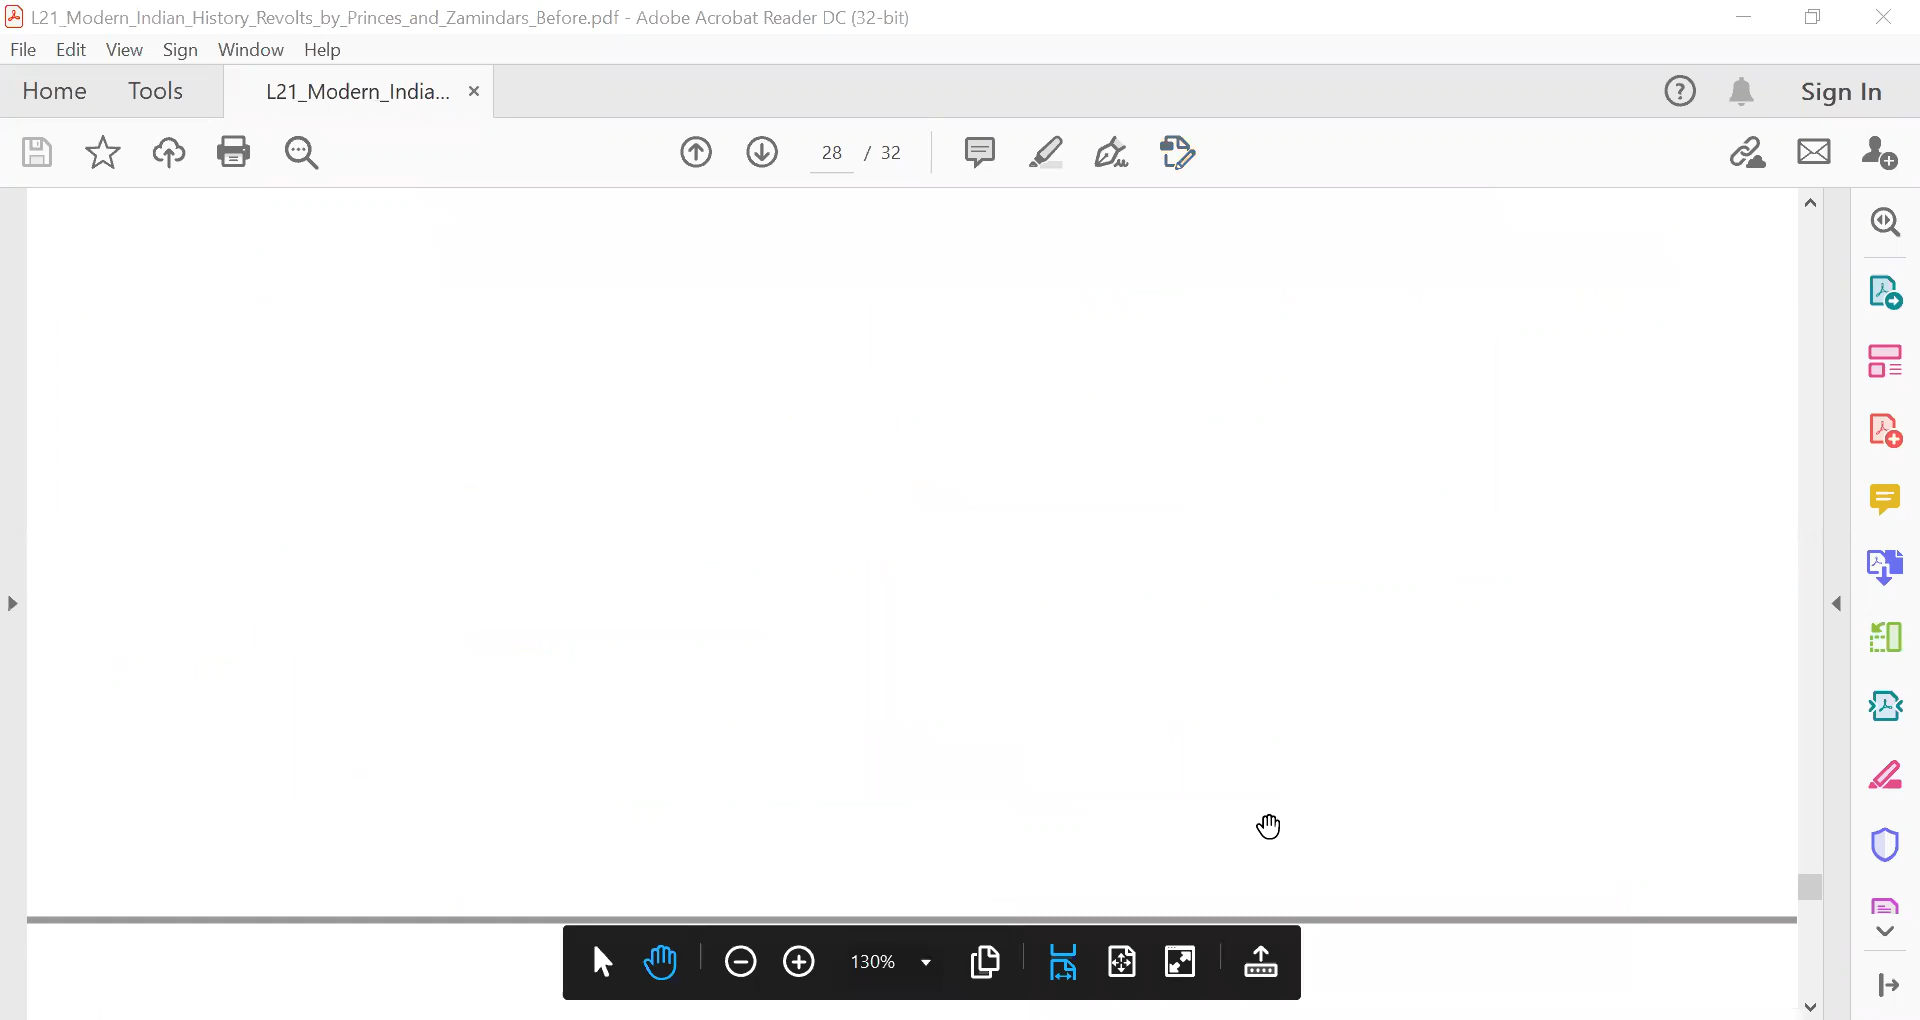 L21_Modern_Indian_History_Revolts_by_Princes_and_Zamindars_Before.pdf - Adobe Acrobat Reader DC (32-bit)
File Edit View Sign Window Help
Home Tools L21_Modern_India... × Sign In
28 / 32
130%